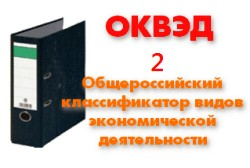 ОКВЭД
2
Общероссийский
классификатор видов
экономической
деятельности